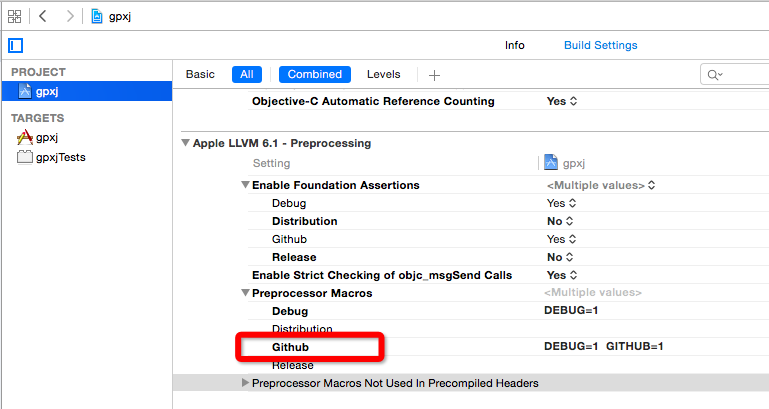 gpxj
Info Build Settings
PROJECT
gpxj
TARGETS
gpxj
gpxjTests
Basic All Combined Levels
Objective-C Automatic Reference Counting Yes
Apple LLVM 6.1 - Preprocessing
Setting gpxj
Enable Foundation Assertions <Multiple values>
Debug Yes
Distribution No
Github Yes
Release No
Enable Strict Checking of objc_msgSend Calls Yes
Preprocessor Macros <Multiple values>
Debug DEBUG=1
Distribution
Github DEBUG=1 GITHUB=1
Release
Preprocessor Macros Not Used In Precompiled Headers